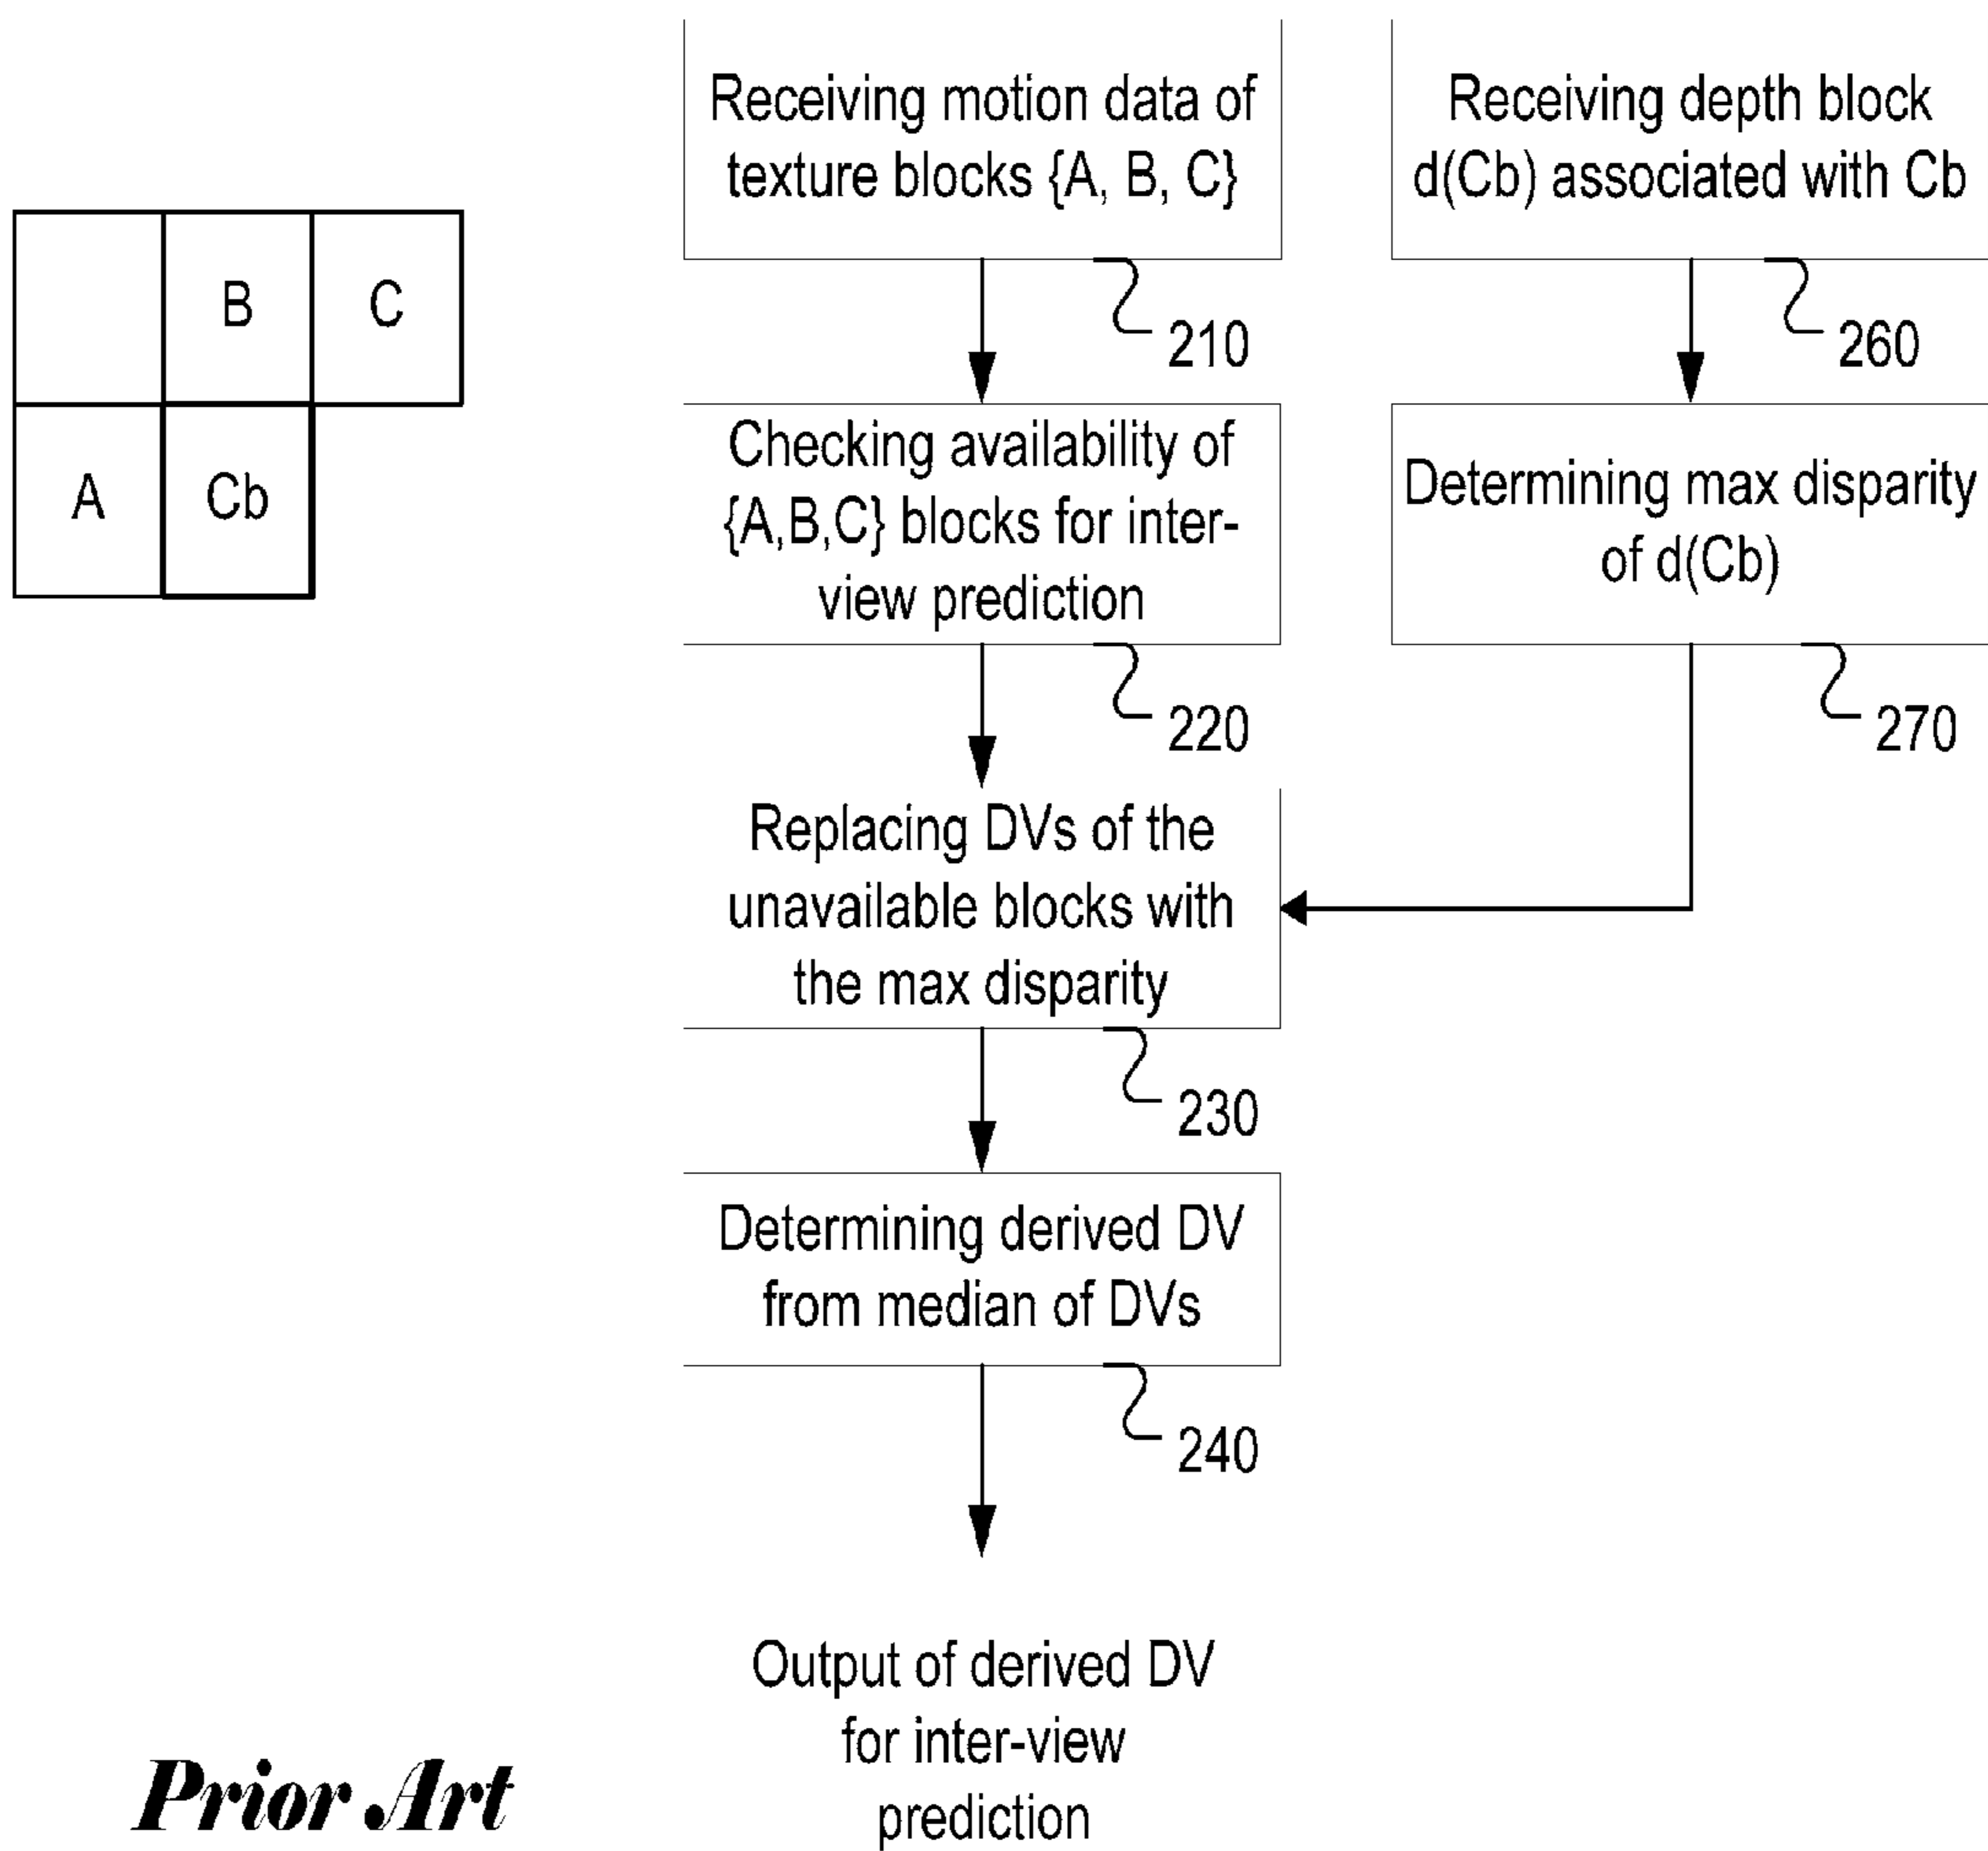 B
C
A
Cb
Receiving motion data of
texture blocks {A, B, C}
210
Checking availability of
{A,B,C} blocks for inter-
view prediction
220
Replacing DVs of the
unavailable blocks with
the max disparity
230
Determining derived DV
from median of DVs
240
Output of derived DV
for inter-view
prediction
Receiving depth block
d(Cb) associated with Cb
260
Determining max disparity
of d(Cb)
270
Prior Art